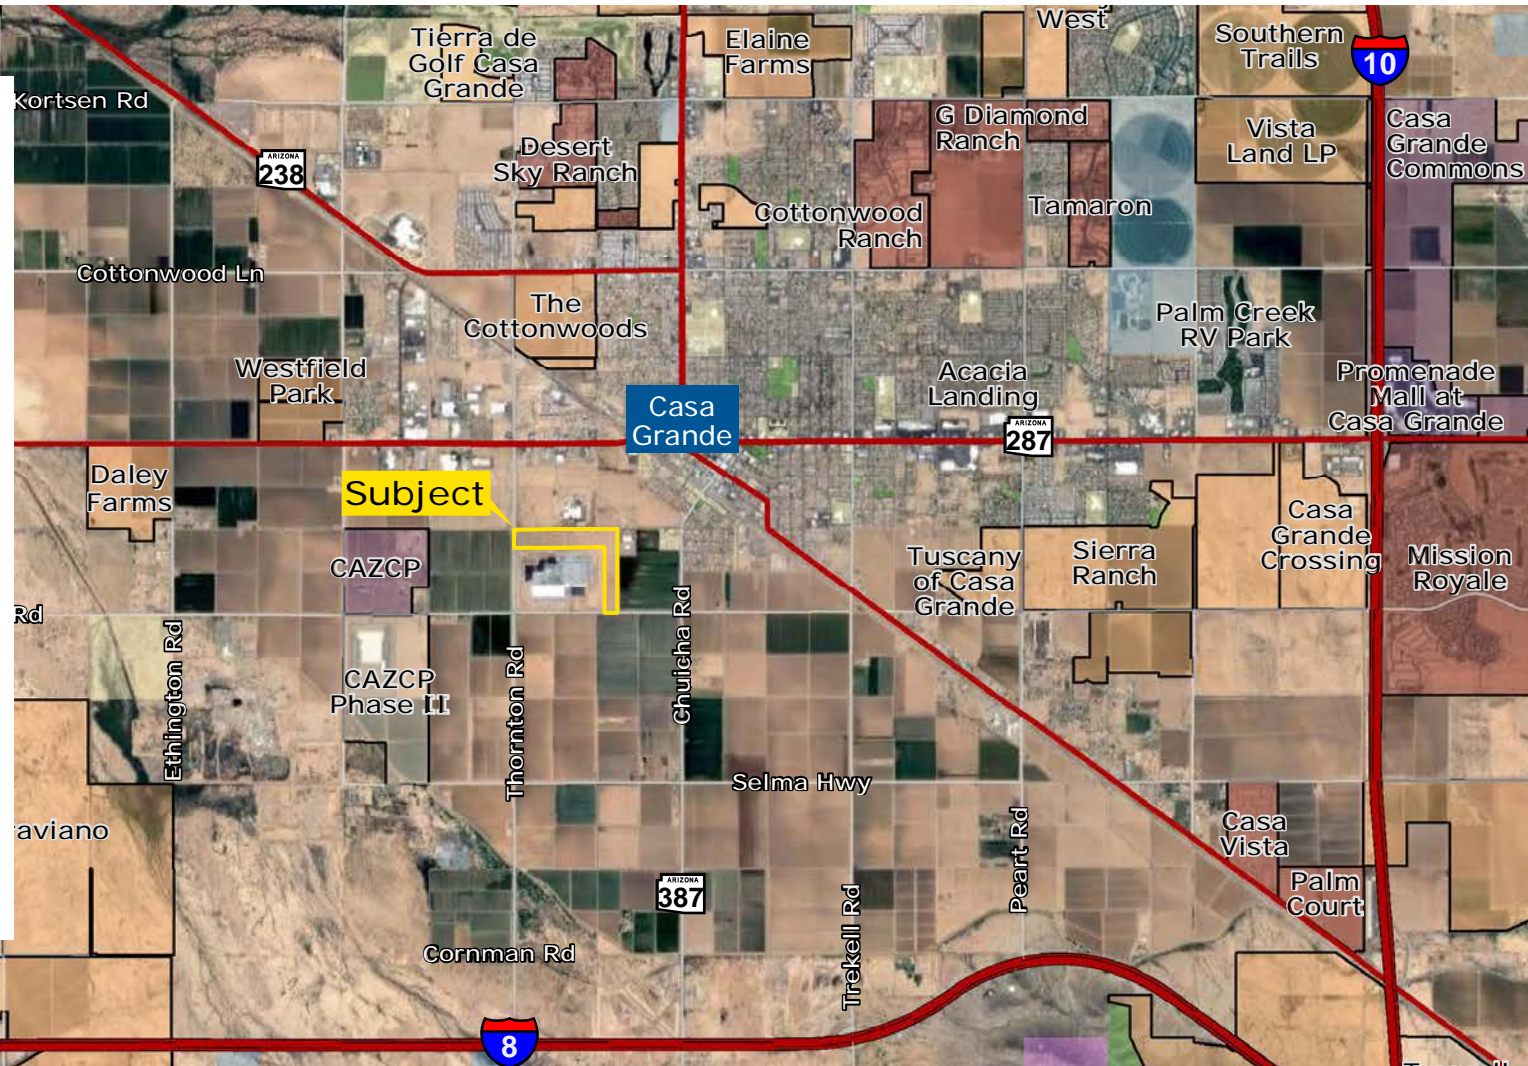 West
Tierra de
Golf Casa
Grande
Elaine
Farms
Southern
Trails
10
Kortsen Rd
G Diamond
Ranch
Vista
Land LP
Casa
Grande
Commons
ARIZONA
238
Desert
Sky Ranch
Cottonwood
Ranch
Tamaron
Cottonwood Ln
The
Cottonwoods
Palm Creek
RV Park
Westfield
Park
Acacia
Landing
Promenade
Mall at
Casa Grande
Casa
Grande
ARIZONA
287
Daley
Farms
Subject
Casa
Grande
Crossing
CAZCP
Tuscany
of Casa
Grande
Sierra
Ranch
Mission
Royale
Rd
Ethington Rd
CAZCP
Phase II
Thornton Rd
Chuicha Rd
Selma Hwy
raviano
Peart Rd
Casa
Vista
ARIZONA
387
Trekell Rd
Palm
Court
Cornman Rd
8